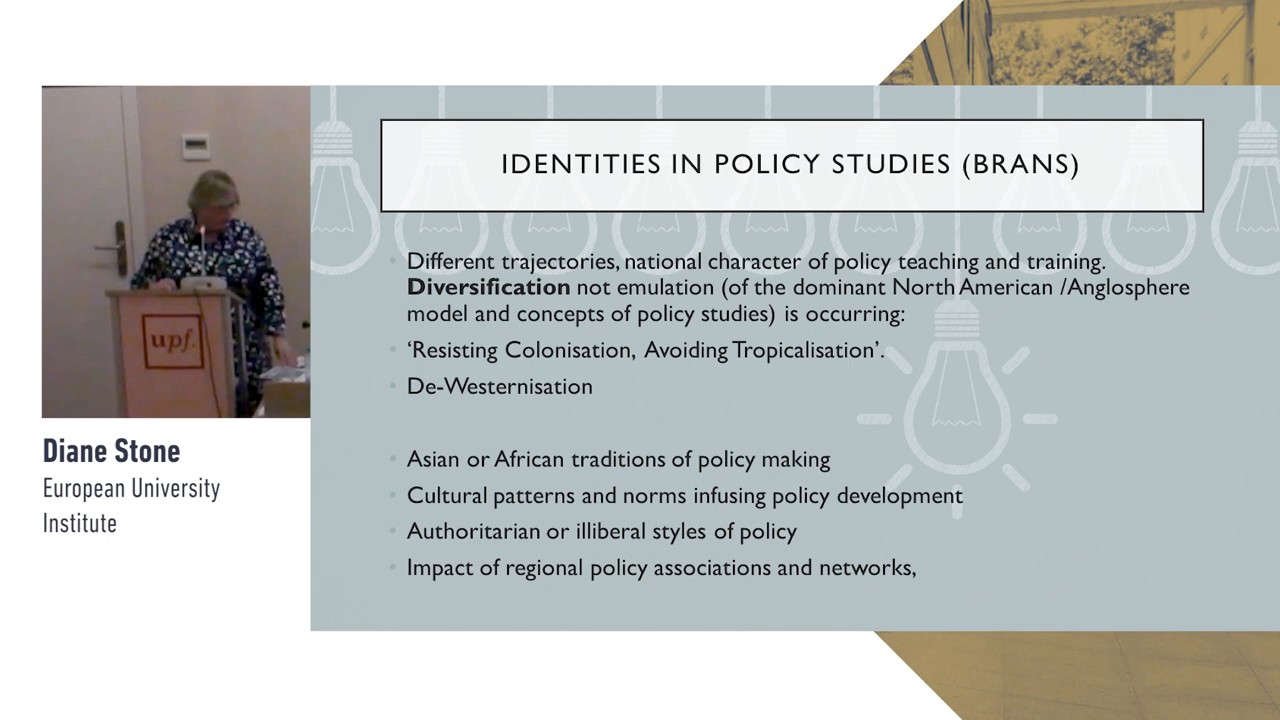 IDENTITIES IN POLICY STUDIES (BRANS)
Different trajectories, national character of policy teaching and training.
Diversification not emulation (of the dominant North American /Anglosphere
model and concepts of policy studies) is occurring:
‘Resisting Colonisation, Avoiding Tropicalisation’.
De-Westernisation
Asian or African traditions of policy making
Cultural patterns and norms infusing policy development
Authoritarian or illiberal styles of policy
Impact of regional policy associations and networks,
upf.
Diane Stone
European University
Institute